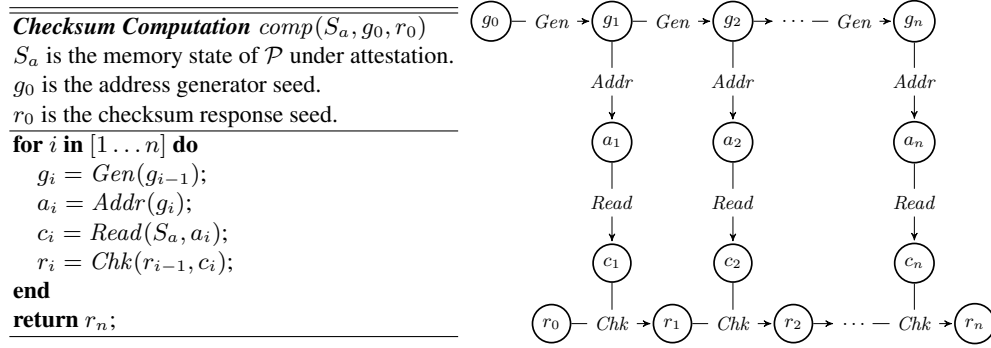 Checksum Computation comp(S_a, g_0, r_0)
S_a is the memory state of P under attestation.
g_0 is the address generator seed.
r_0 is the checksum response seed.
for i in [1 . . . n] do
g_i = Gen(g_{i−1});
a_i = Addr(g_i);
c_i = Read(S_a, a_i);
r_i = Chk(r_{i−1}, c_i);
end
return r_n;
g_0 Gen g_1 Gen g_2 ··· Gen g_n
Addr Addr Addr
a_1 a_2 a_n
Read Read Read
c_1 c_2 c_n
r_0 Chk r_1 Chk r_2 ··· Chk r_n